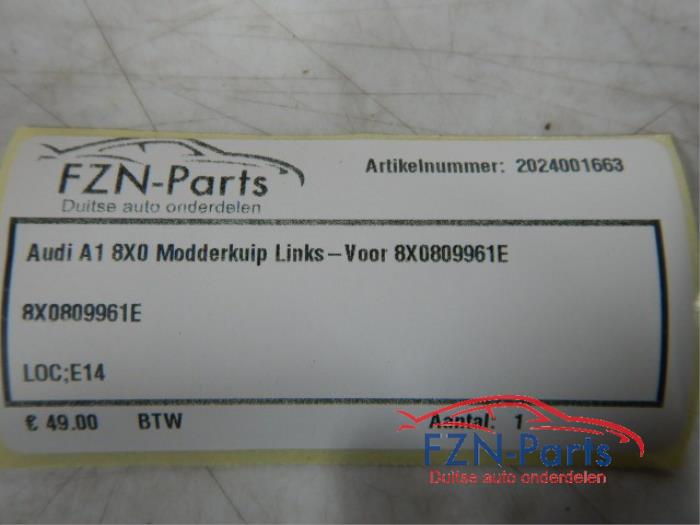 FZN-Parts
Duitse auto onderdelen
Artikelnummer: 2024001663
Audi A1 8X0 Modderkuip Links-Voor 8X0809961E
8X0809961E
LOC;E14
€ 49.00 BTW Aantal: 1
FZN-Parts
Duitse auto onderdelen